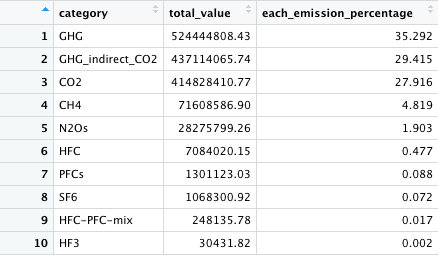 category total_value each_emission_percentage
1 GHG 524444808.43 35.292
2 GHG_indirect_CO2 437114065.74 29.415
3 CO2 414828410.77 27.916
4 CH4 71608586.90 4.819
5 N2Os 28275799.26 1.903
6 HFC 7084020.15 0.477
7 PFCs 1301123.03 0.088
8 SF6 1068300.92 0.072
9 HFC-PFC-mix 248135.78 0.017
10 HF3 30431.82 0.002